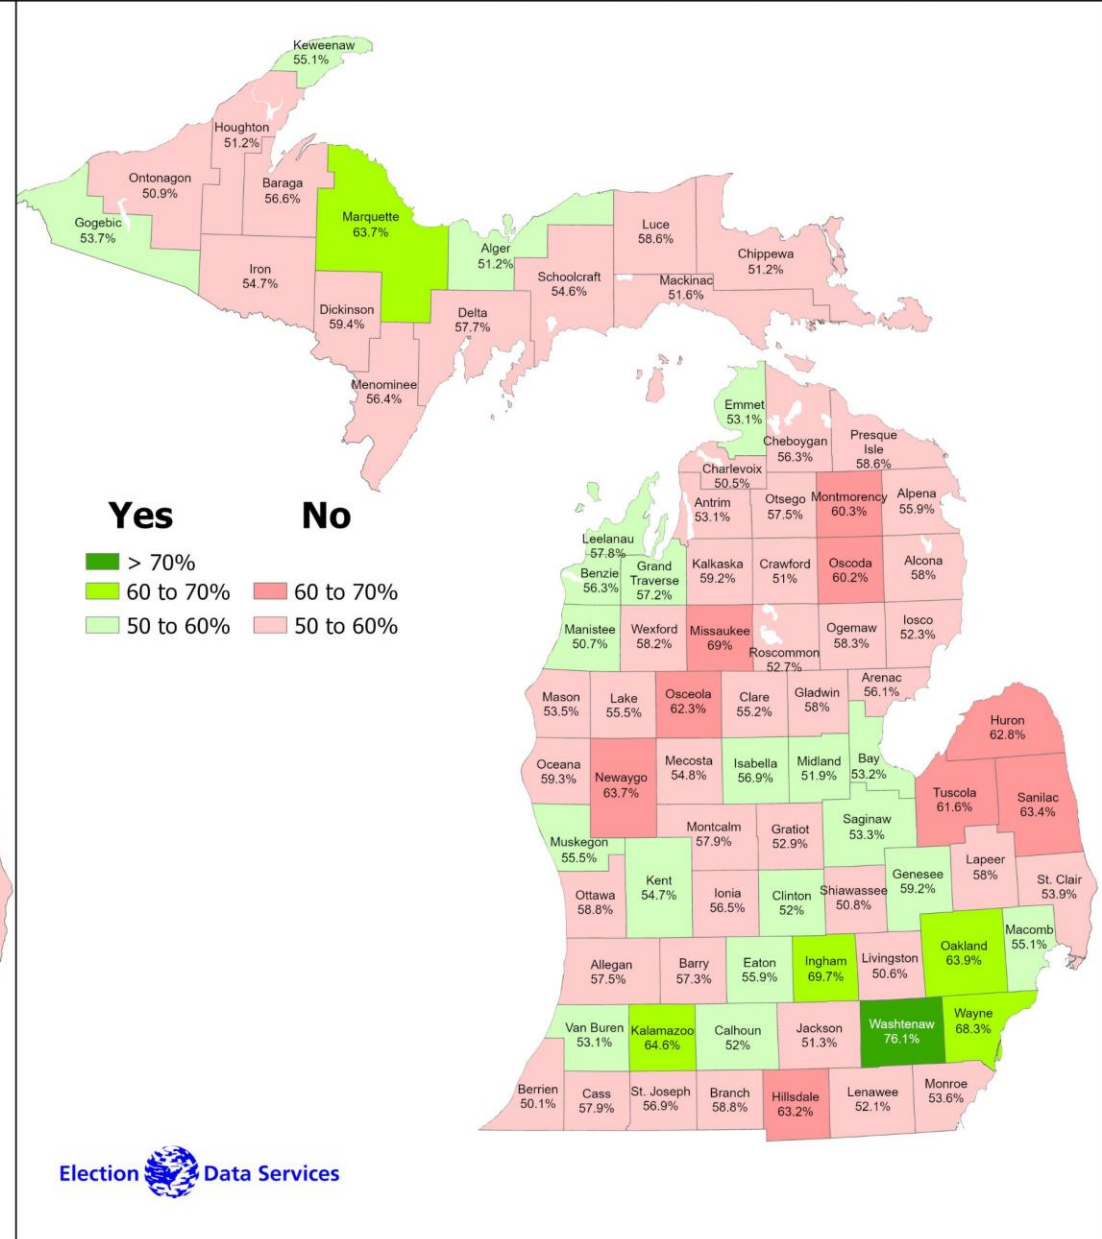 Keweenaw
55.1%
Houghton
51.2%
Ontonagon
50.9%
Baraga
56.6%
Gogebic
53.7%
Marquette
63.7%
Iron
54.7%
Dickinson
59.4%
Menominee
56.4%
Delta
57.7%
Alger
51.2%
Schoolcraft
54.6%
Luce
58.6%
Chippewa
51.2%
Mackinac
51.6%
Emmet
53.1%
Cheboygan
56.3%
Presque
Isle
58.6%
Charlevoix
50.5%
Antrim
53.1%
Otsego
57.5%
Montmorency
60.3%
Alpena
55.9%
Yes
No
> 70%
60 to 70%
60 to 70%
50 to 60%
50 to 60%
Leelanau
57.8%
Benzie
56.3%
Grand
Traverse
57.2%
Kalkaska
59.2%
Crawford
51%
Oscoda
60.2%
Alcona
58%
Manistee
50.7%
Wexford
58.2%
Missaukee
69%
Roscommon
52.7%
Ogemaw
58.3%
Iosco
52.3%
Mason
53.5%
Lake
55.5%
Osceola
62.3%
Clare
55.2%
Gladwin
58%
Arenac
56.1%
Oceana
59.3%
Newaygo
63.7%
Mecosta
54.8%
Isabella
56.9%
Midland
51.9%
Bay
53.2%
Huron
62.8%
Tuscola
61.6%
Sanilac
63.4%
Muskegon
55.5%
Montcalm
57.9%
Gratiot
52.9%
Saginaw
53.3%
Ottawa
58.8%
Kent
54.7%
Ionia
56.5%
Clinton
52%
Shiawassee
50.8%
Genesee
59.2%
Lapeer
58%
St. Clair
53.9%
Allegan
57.5%
Barry
57.3%
Eaton
55.9%
Ingham
69.7%
Livingston
50.6%
Oakland
63.9%
Macomb
55.1%
Van Buren
53.1%
Kalamazoo
64.6%
Calhoun
52%
Jackson
51.3%
Washtenaw
76.1%
Wayne
68.3%
Berrien
50.1%
Cass
57.9%
St. Joseph
56.9%
Branch
58.8%
Hillsdale
63.2%
Lenawee
52.1%
Monroe
53.6%
Election Data Services